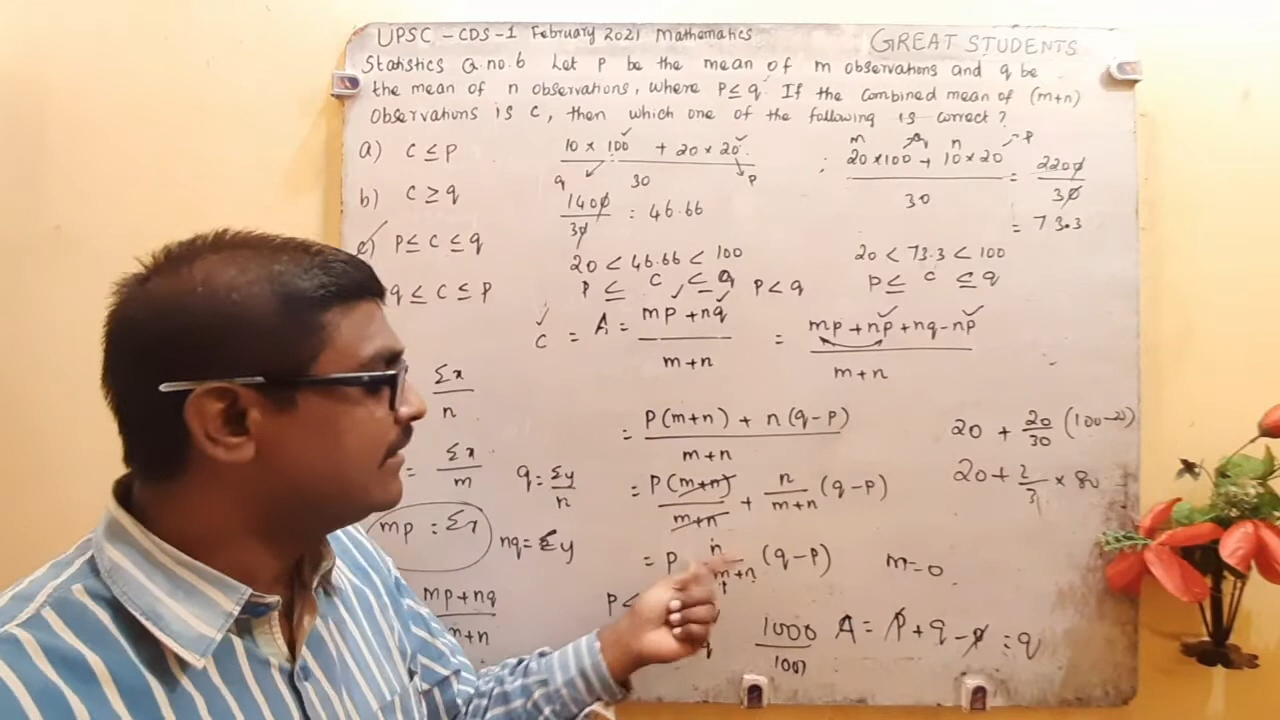 UPSC - CDS - 1 February 2021 Mathematics
GREAT STUDENTS
Statistics Q.no.6 Let P be the mean of m observations and q be
the mean of n observations, where P ≤ q. If the combined mean of (m+n)
observations is C, then which one of the following is correct?
a) C ≤ P
b) C ≥ q
c) P ≤ C ≤ q
q ≤ C ≤ P
10 × 100 + 20 × 20
q 30 P
1400
30
= 46.66
20 < 46.66 < 100
P ≤ C ≤ q P < q
m n P
20×100 + 10×20
30
= 2200
30
= 73.3
20 < 73.3 < 100
P ≤ C ≤ q
C = A = mp + nq
m+n
= mp + np + nq - np
m+n
= P(m+n) + n(q-P)
m+n
= P(m+n) + n (q-P)
m+n m+n
= P n (q-P)
m+n
m=0
P <
q
1000
A = P + q - P = q
Σx
n
= Σx
m
q = Σy
n
mp = Σx
nq = Σy
mp + nq
20 + 20 (100-20)
30
20 + 2 × 80
3